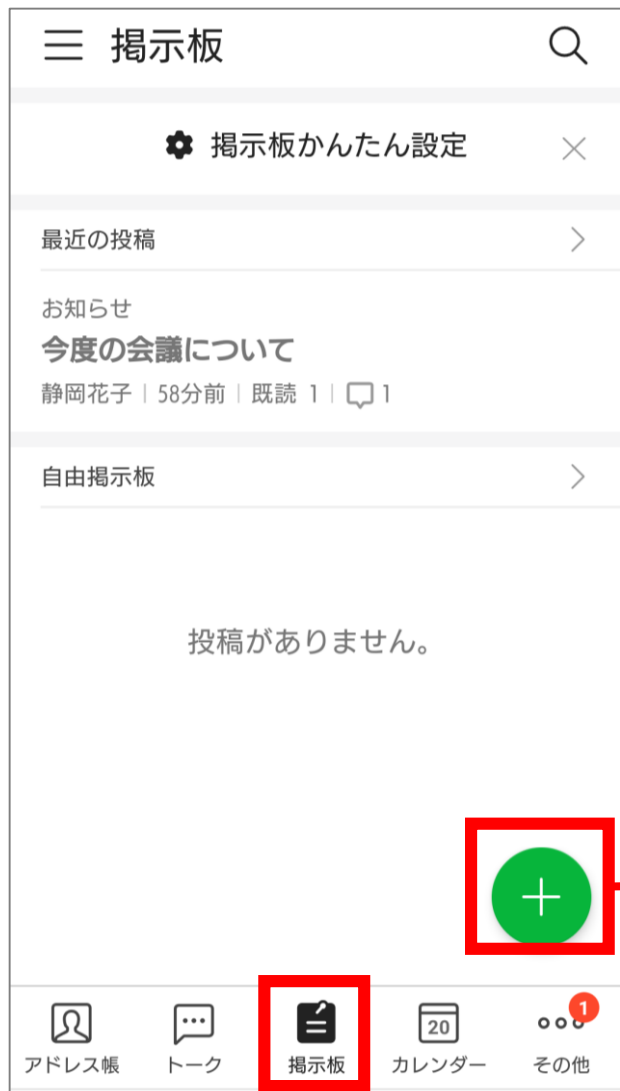 掲示板
掲示板かんたん設定
最近の投稿
お知らせ
今度の会議について
静岡花子 | 58分前 | 既読 1 | 1
自由掲示板
投稿がありません。
1
20
アドレス帳 トーク 掲示板 カレンダー その他